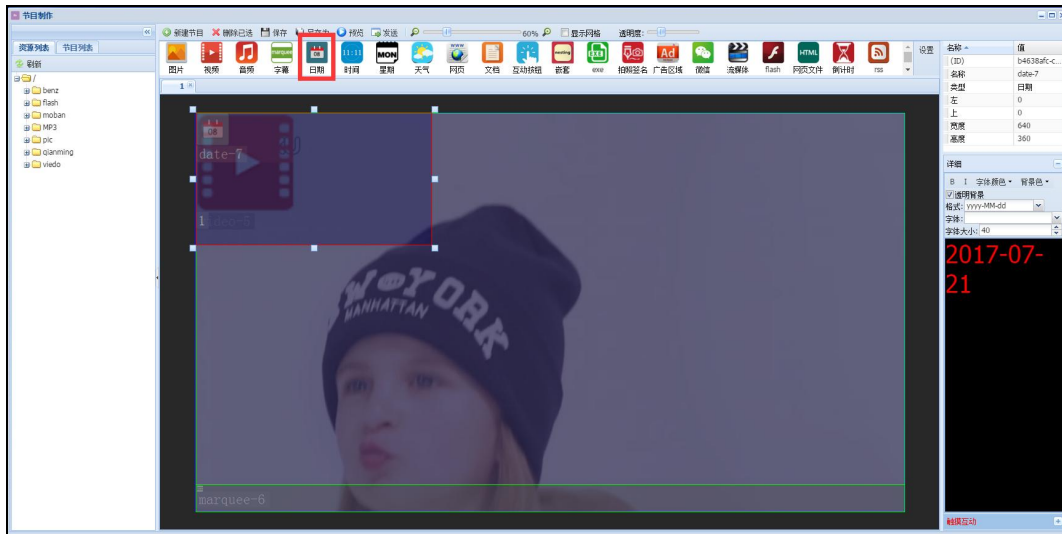 节目制作
资源列表 节目列表
刷新
/
benz
flash
moban
MP3
pic
qianming
viedo
新建节目 删除已选 保存 另存为 预览 发送 60% 显示网格 透明度:
图片 视频 音频 字幕 日期 时间 星期 天气 网页 文档 互动按钮 嵌套 exe 拍照签名 广告区域 微信 流媒体 flash 网页文件 倒计时 rss 设置
1
date-7
1
NEW YORK
MANHATTAN
marquee-6
名称 值
(ID) b4638afc-c...
名称 date-7
类型 日期
左 0
上 0
宽度 640
高度 360
详细
B I 字体颜色 背景色
透明背景
格式: yyyy-MM-dd
字体:
字体大小: 40
2017-07-
21
触摸互动